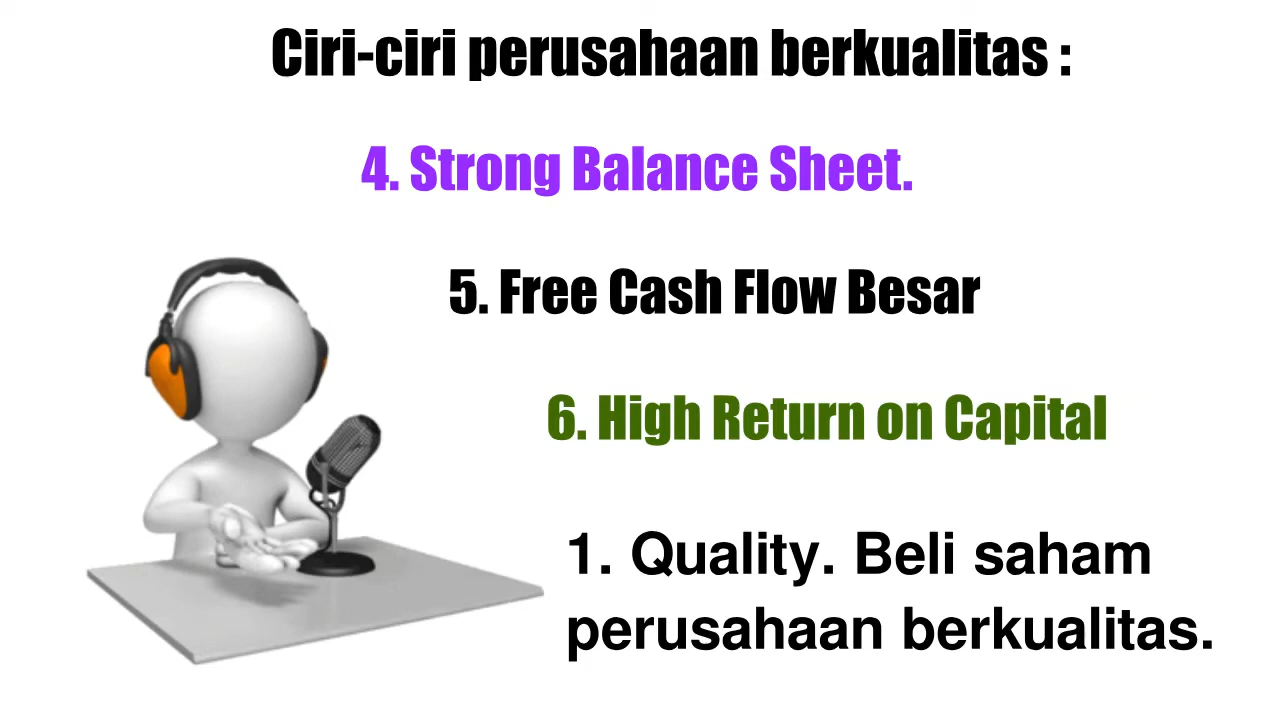 Ciri-ciri perusahaan berkualitas :
4. Strong Balance Sheet.
5. Free Cash Flow Besar
6. High Return on Capital
1. Quality. Beli saham
perusahaan berkualitas.